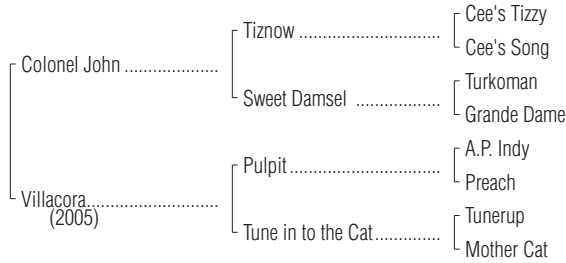 Cee's Tizzy
Tiznow ..............................
Cee's Song
Colonel John ....................
Turkoman
Sweet Damsel ..................
Grande Dame
A.P. Indy
Pulpit................................
Preach
Villacora............................
(2005)
Tunerup
Tune in to the Cat..............
Mother Cat